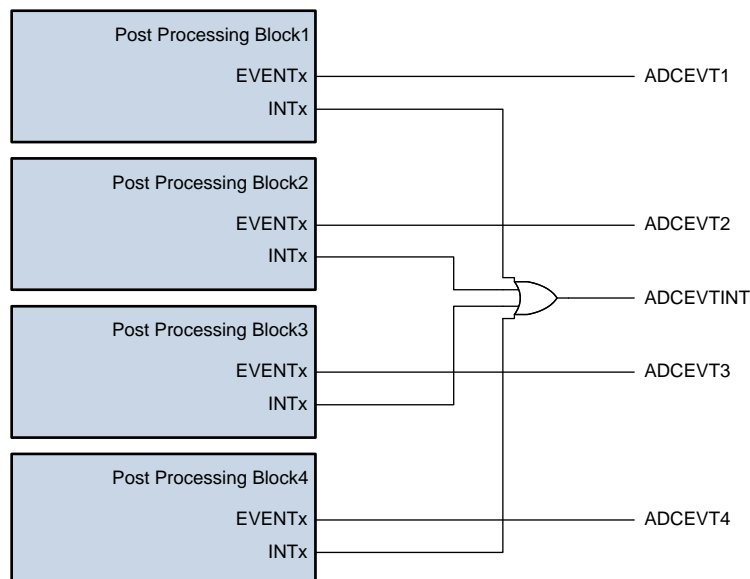 Post Processing Block1
EVENTx
ADCEVT1
INTx
Post Processing Block2
EVENTx
ADCEVT2
INTx
ADCEVTINT
Post Processing Block3
EVENTx
ADCEVT3
INTx
Post Processing Block4
EVENTx
ADCEVT4
INTx